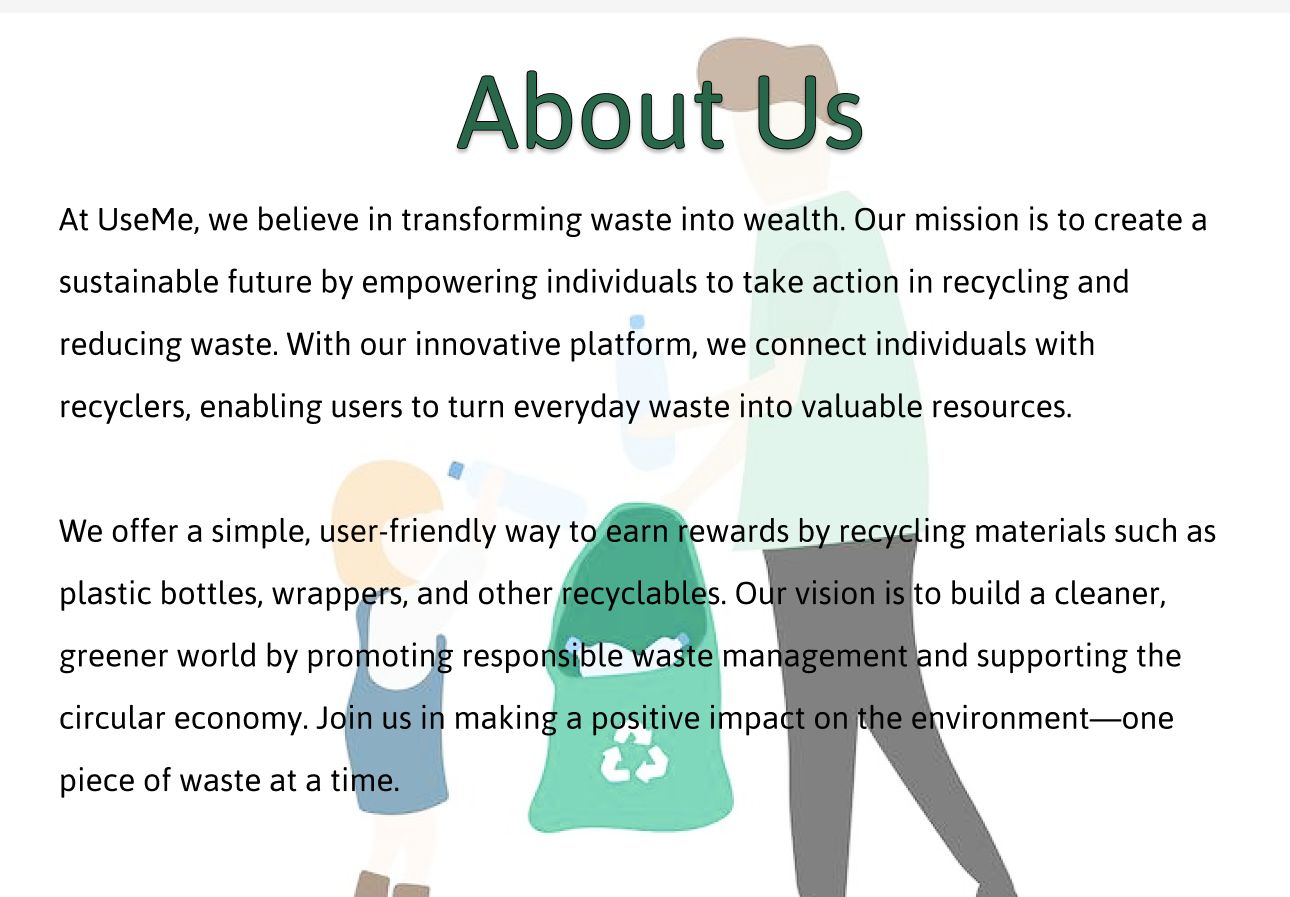 About Us
At UseMe, we believe in transforming waste into wealth. Our mission is to create a
sustainable future by empowering individuals to take action in recycling and
reducing waste. With our innovative platform, we connect individuals with
recyclers, enabling users to turn everyday waste into valuable resources.
We offer a simple, user-friendly way to earn rewards by recycling materials such as
plastic bottles, wrappers, and other recyclables. Our vision is to build a cleaner,
greener world by promoting responsible waste management and supporting the
circular economy. Join us in making a positive impact on the environment—one
piece of waste at a time.